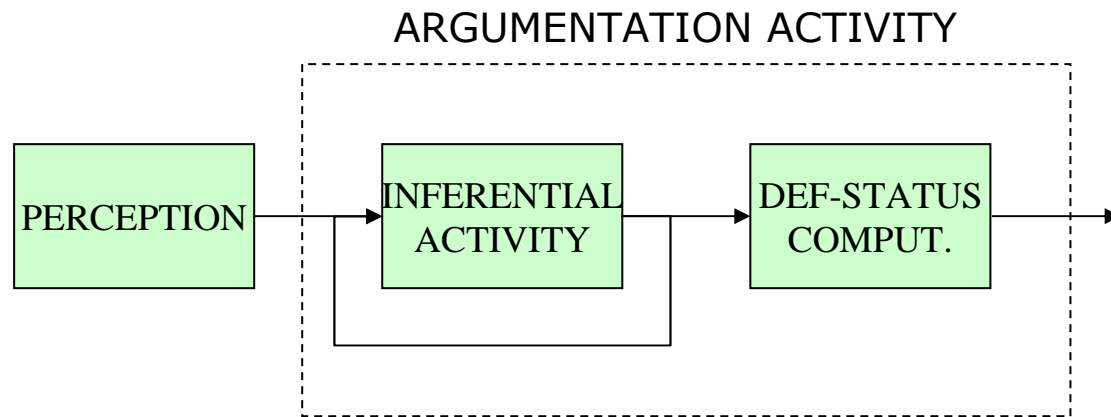 ARGUMENTATION ACTIVITY
PERCEPTION
INFERENTIAL
ACTIVITY
DEF-STATUS
COMPUT.